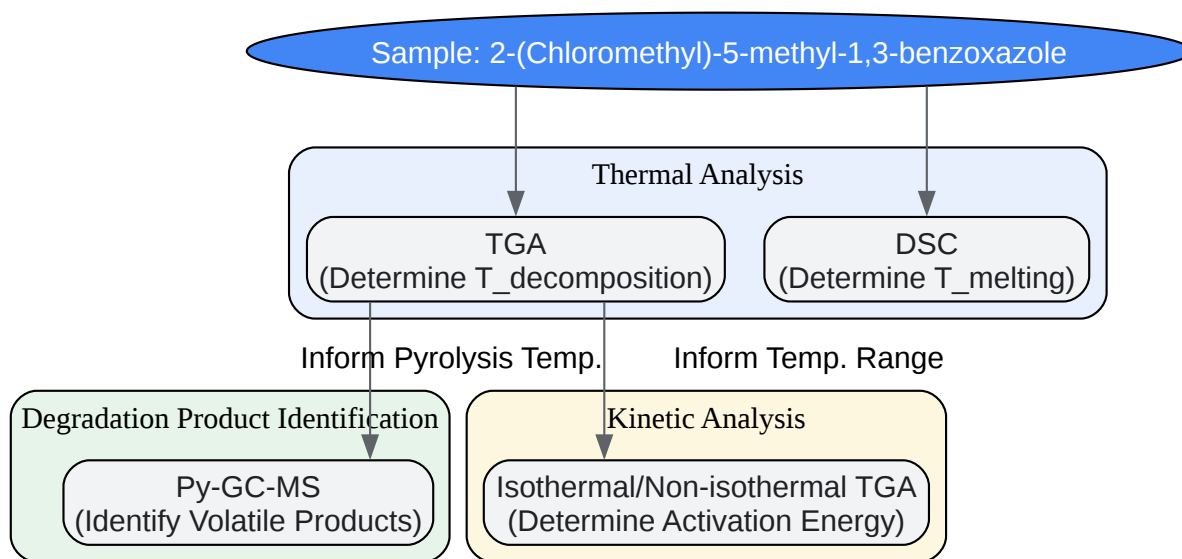 Sample: 2-(Chloromethyl)-5-methyl-1,3-benzoxazole
Thermal Analysis
TGA
(Determine T_decomposition)
DSC
(Determine T_melting)
Inform Pyrolysis Temp.
Inform Temp. Range
Degradation Product Identification
Py-GC-MS
(Identify Volatile Products)
Kinetic Analysis
Isothermal/Non-isothermal TGA
(Determine Activation Energy)